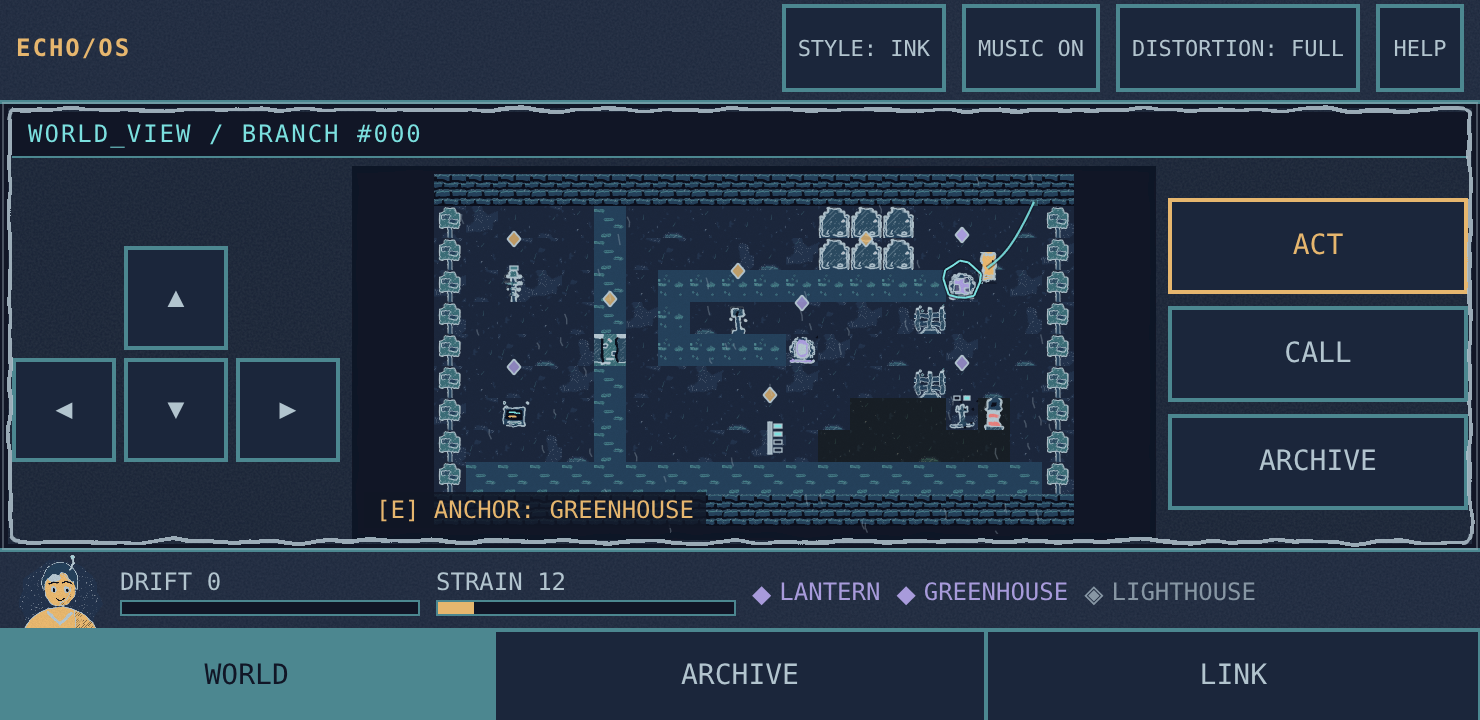 ECHO/OS
STYLE: INK
MUSIC ON
DISTORTION: FULL
HELP
WORLD_VIEW / BRANCH #000
ACT
CALL
ARCHIVE
[E] ANCHOR: GREENHOUSE
DRIFT 0
STRAIN 12
LANTERN
GREENHOUSE
LIGHTHOUSE
WORLD
ARCHIVE
LINK